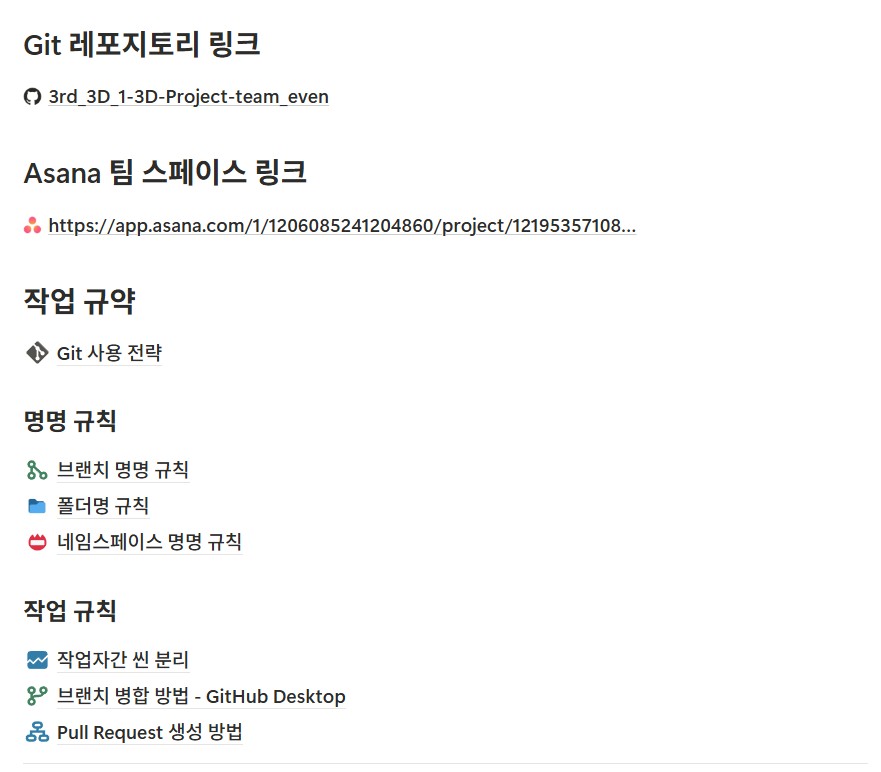 Git 레포지토리 링크
3rd_3D_1-3D-Project-team_even
Asana 팀 스페이스 링크
https://app.asana.com/1/1206085241204860/project/12195357108...
작업 규약
Git 사용 전략
명명 규칙
브랜치 명명 규칙
폴더명 규칙
네임스페이스 명명 규칙
작업 규칙
작업자간 씬 분리
브랜치 병합 방법 - GitHub Desktop
Pull Request 생성 방법